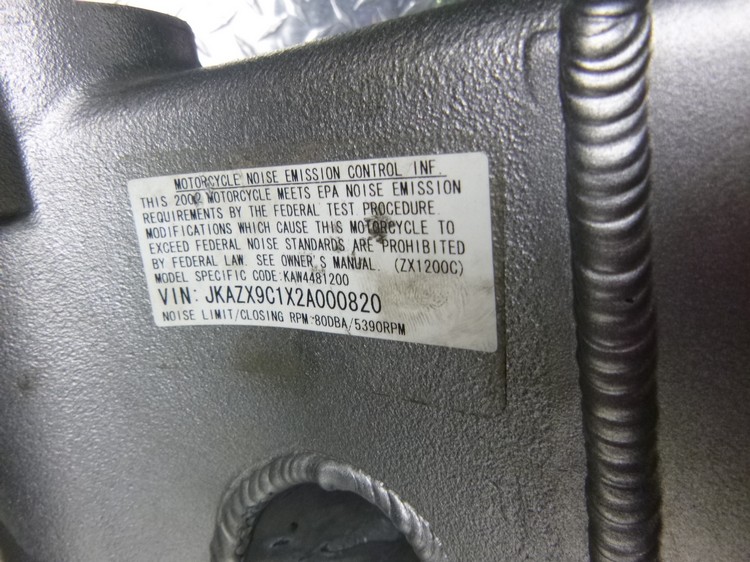 MOTORCYCLE NOISE EMISSION CONTROL INF.
THIS 2002 MOTORCYCLE MEETS EPA NOISE EMISSION
REQUIREMENTS BY THE FEDERAL TEST PROCEDURE.
MODIFICATIONS WHICH CAUSE THIS MOTORCYCLE TO
EXCEED FEDERAL NOISE STANDARDS ARE PROHIBITED
BY FEDERAL LAW. SEE OWNER'S MANUAL. (ZX1200C)
MODEL SPECIFIC CODE:KAW4481200
VIN: JKAZX9C1X2A000820
NOISE LIMIT/CLOSING RPM-80DBA/5390RPM